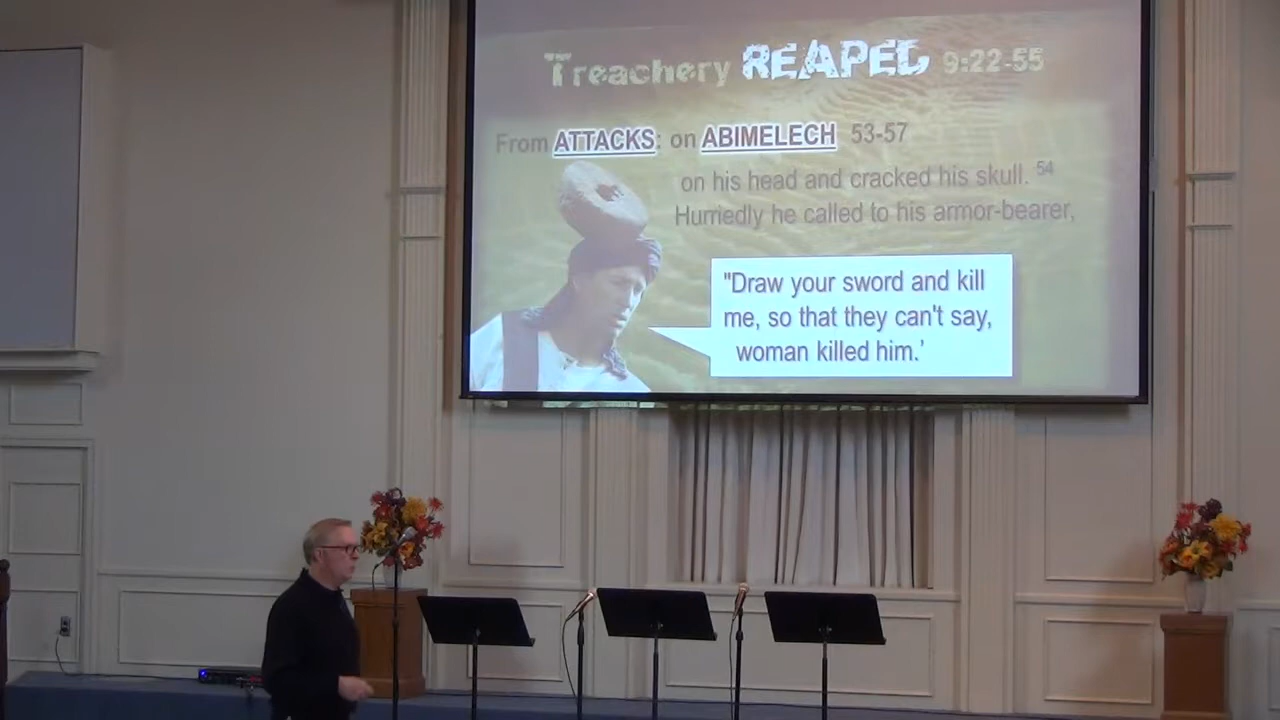 Treachery REAPED 9:22-55
From ATTACKS: on ABIMELECH 53-57
on his head and cracked his skull. 54
Hurriedly he called to his armor-bearer,
"Draw your sword and kill
me, so that they can't say,
woman killed him.'